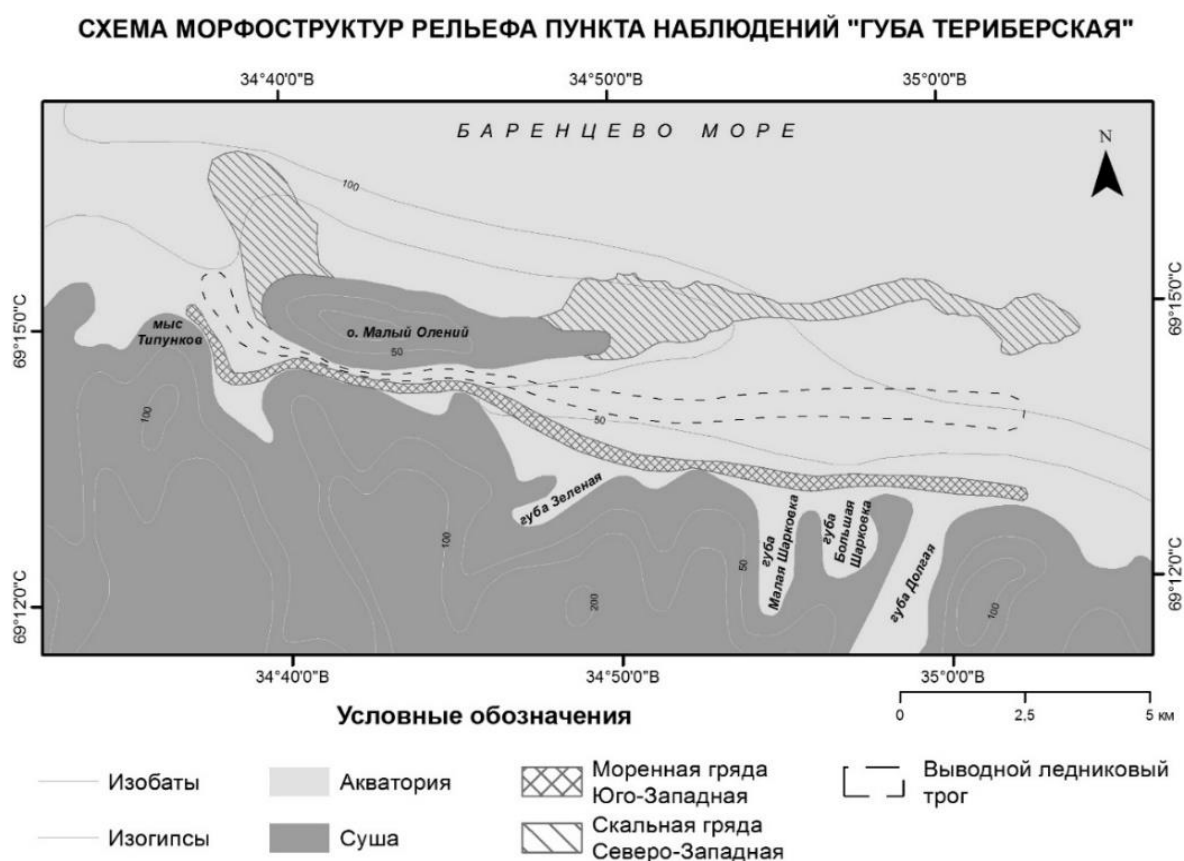 СХЕМА МОРФОСТРУКТУР РЕЛЬЕФА ПУНКТА НАБЛЮДЕНИЙ "ГУБА ТЕРИБЕРСКАЯ"
34°40'0"В
34°50'0"В
35°0'0"В
БАРЕНЦЕВО МОРЕ
N
100
69°15'0"С
69°15'0"С
мыс
Типунков
о. Малый Олений
50
100
50
губа Зеленая
100
50
200
губа
Малая Шарковка
губа
Большая
Шарковка
губа Долгая
100
69°12'0"С
69°12'0"С
34°40'0"В
34°50'0"В
35°0'0"В
0
2,5
5 км
Условные обозначения
Изобаты
Акватория
Моренная гряда
Юго-Западная
Выводной ледниковый
трог
Изогипсы
Суша
Скальная гряда
Северо-Западная